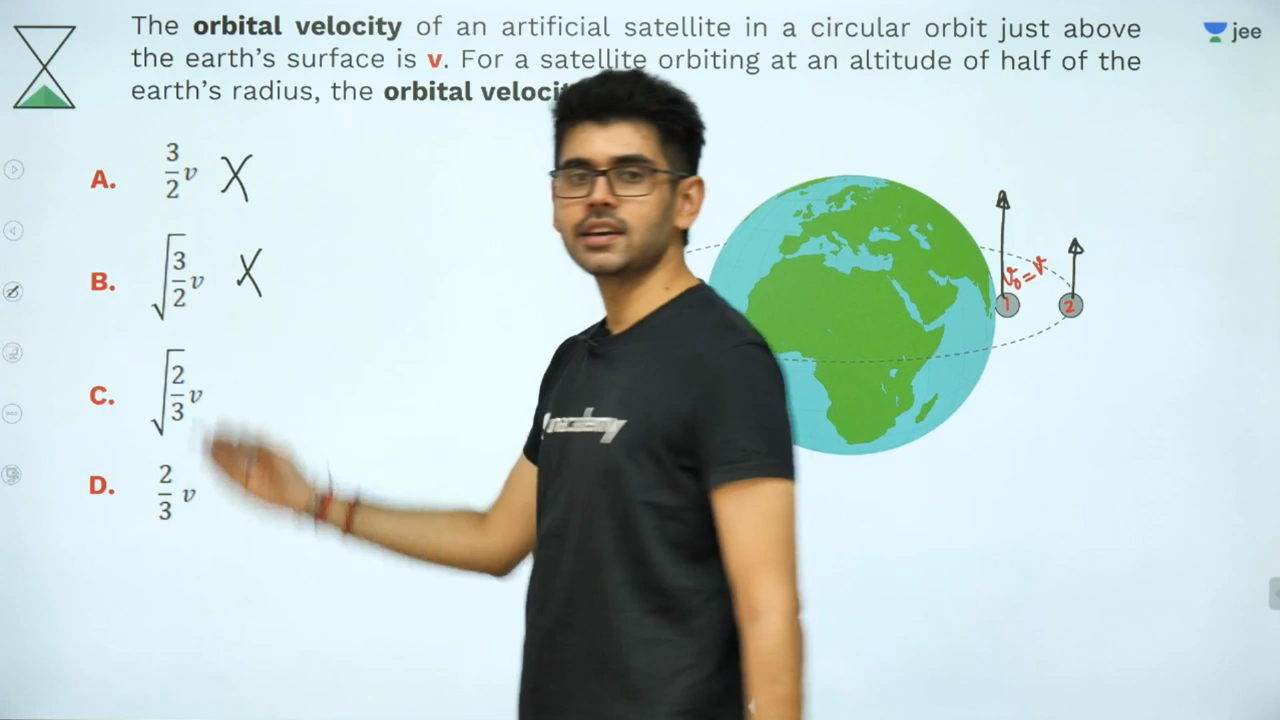 The orbital velocity of an artificial satellite in a circular orbit just above
the earth's surface is v. For a satellite orbiting at an altitude of half of the
earth's radius, the orbital
jee
A. 3/2 v X
B. √(3/2) v X
C. √(2/3) v
D. 2/3 v
v₀ = v
1
2